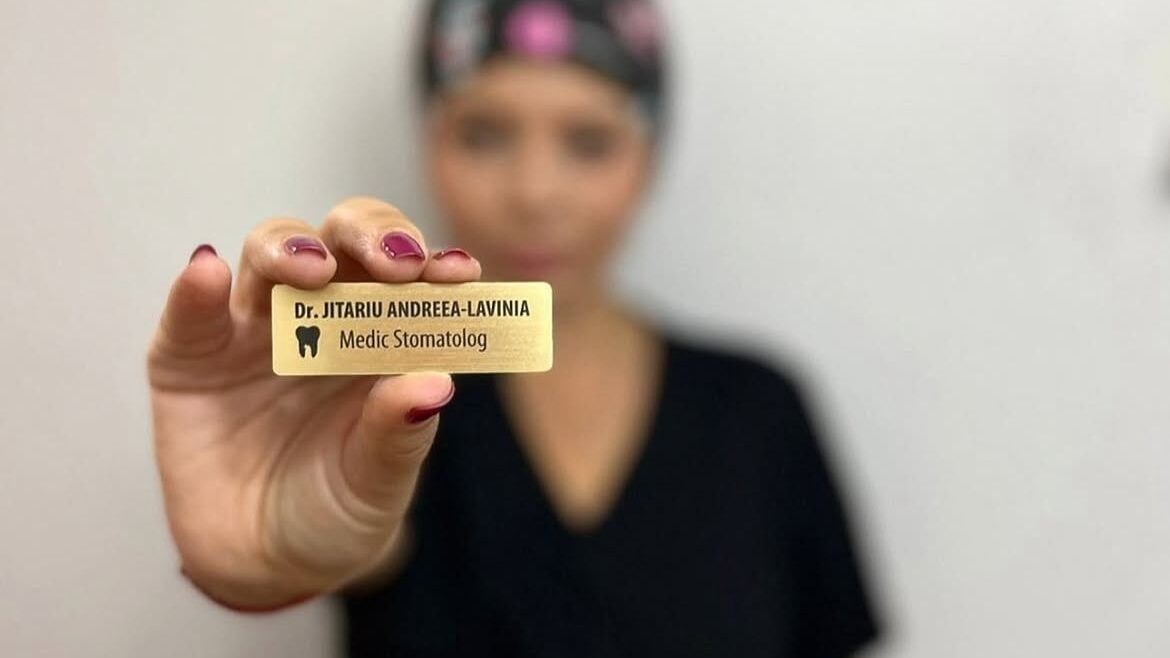 Dr. JITARIU ANDREEA-LAVINIA
Medic Stomatolog